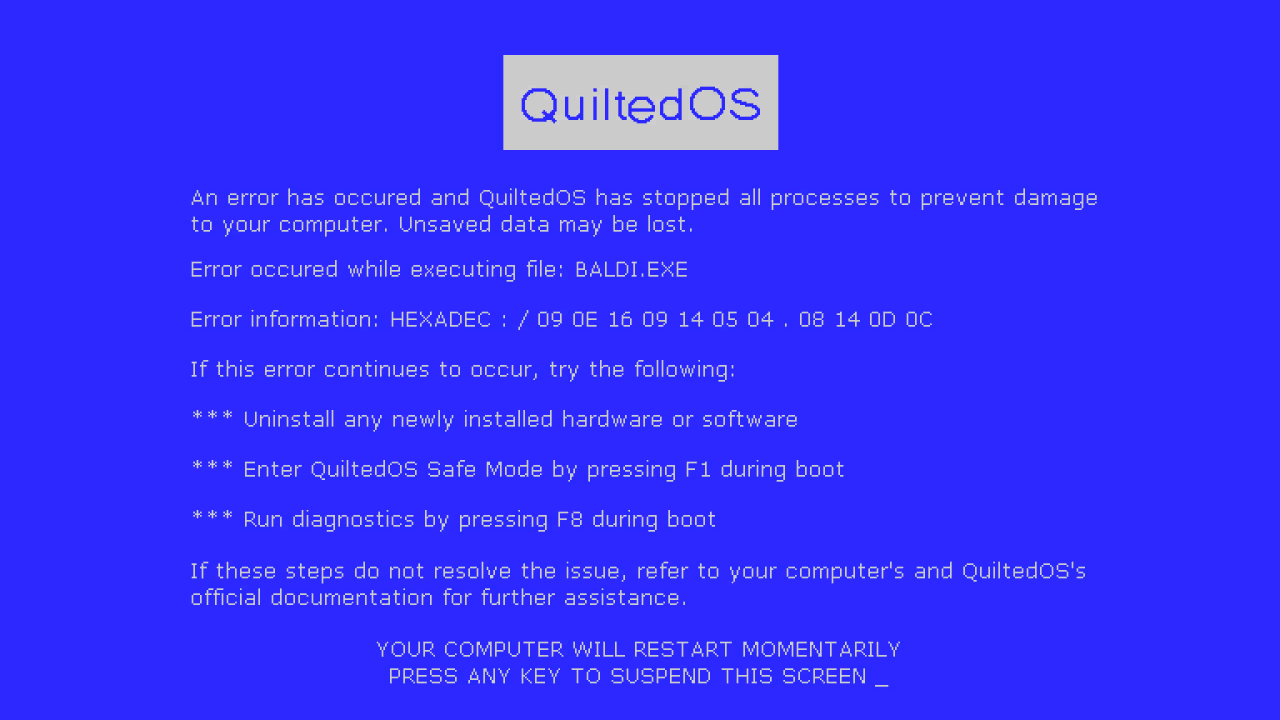 QuiltedOS
An error has occured and QuiltedOS has stopped all processes to prevent damage
to your computer. Unsaved data may be lost.
Error occured while executing file: BALDI.EXE
Error information: HEXADEC : / 09 0E 16 09 14 05 04 . 08 14 0D 0C
If this error continues to occur, try the following:
*** Uninstall any newly installed hardware or software
*** Enter QuiltedOS Safe Mode by pressing F1 during boot
*** Run diagnostics by pressing F8 during boot
If these steps do not resolve the issue, refer to your computer's and QuiltedOS's
official documentation for further assistance.
YOUR COMPUTER WILL RESTART MOMENTARILY
PRESS ANY KEY TO SUSPEND THIS SCREEN _